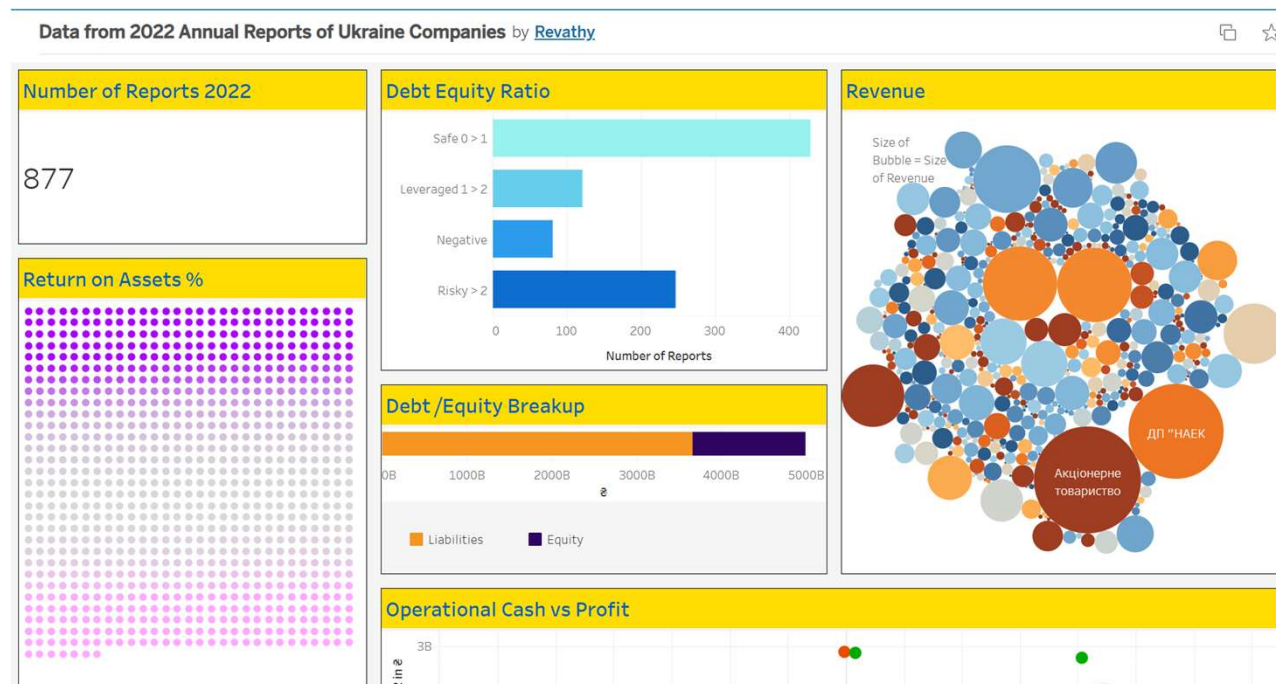 Data from 2022 Annual Reports of Ukraine Companies by Revathy
Number of Reports 2022
877
Return on Assets %
Debt Equity Ratio
Safe 0 > 1
Leveraged 1 > 2
Negative
Risky > 2
0 100 200 300 400
Number of Reports
Debt /Equity Breakup
0B 1000B 2000B 3000B 4000B 5000B
₴
Liabilities Equity
Revenue
Size of
Bubble = Size
of Revenue
ДП "НАЕК
Акціонерне
товариство
Operational Cash vs Profit
3B
in ₴